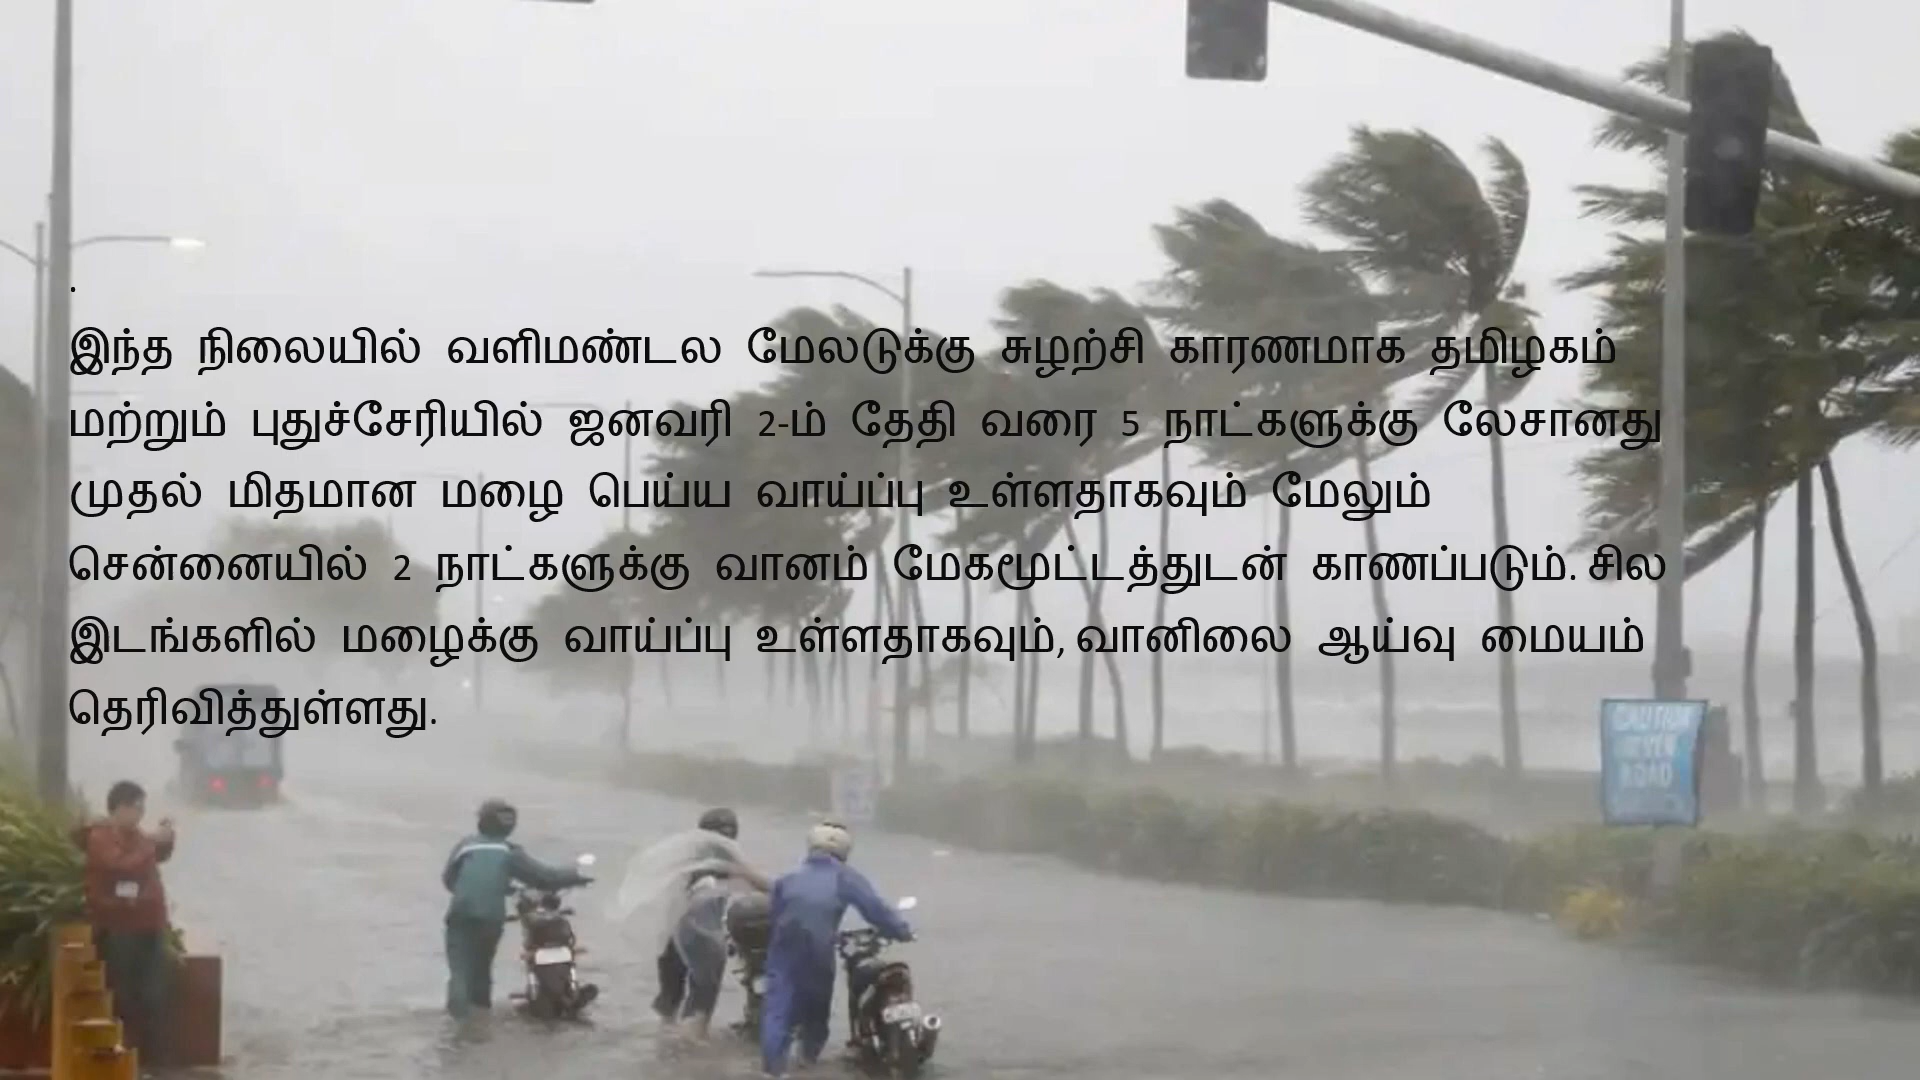 .
இந்த நிலையில் வளிமண்டல மேலடுக்கு சுழற்சி காரணமாக தமிழகம்
மற்றும் புதுச்சேரியில் ஜனவரி 2-ம் தேதி வரை 5 நாட்களுக்கு லேசானது
முதல் மிதமான மழை பெய்ய வாய்ப்பு உள்ளதாகவும் மேலும்
சென்னையில் 2 நாட்களுக்கு வானம் மேகமூட்டத்துடன் காணப்படும். சில
இடங்களில் மழைக்கு வாய்ப்பு உள்ளதாகவும், வானிலை ஆய்வு மையம்
தெரிவித்துள்ளது.
CAUTION
ROAD